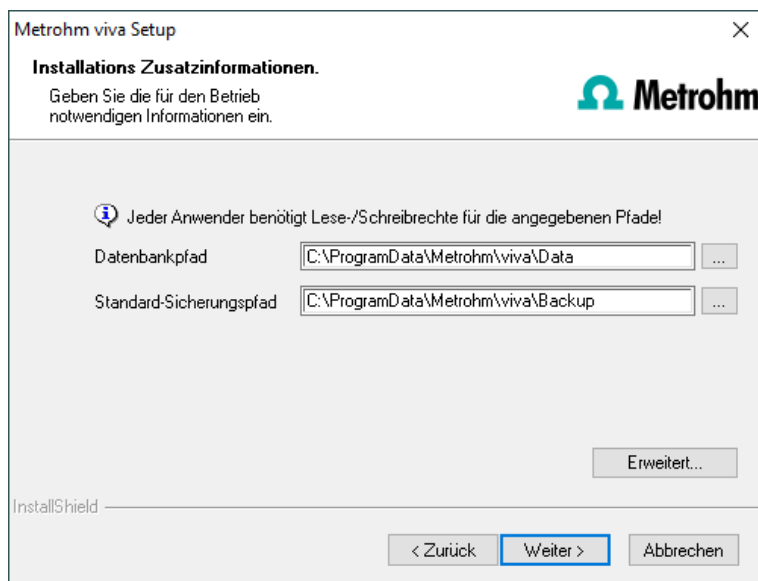 Metrohm viva Setup
Installations Zusatzinformationen.
Geben Sie die für den Betrieb
notwendigen Informationen ein.
Metrohm
Jeder Anwender benötigt Lese-/Schreibrechte für die angegebenen Pfade!
Datenbankpfad C:\ProgramData\Metrohm\viva\Data ...
Standard-Sicherungspfad C:\ProgramData\Metrohm\viva\Backup ...
Erweitert...
InstallShield
< Zurück Weiter > Abbrechen